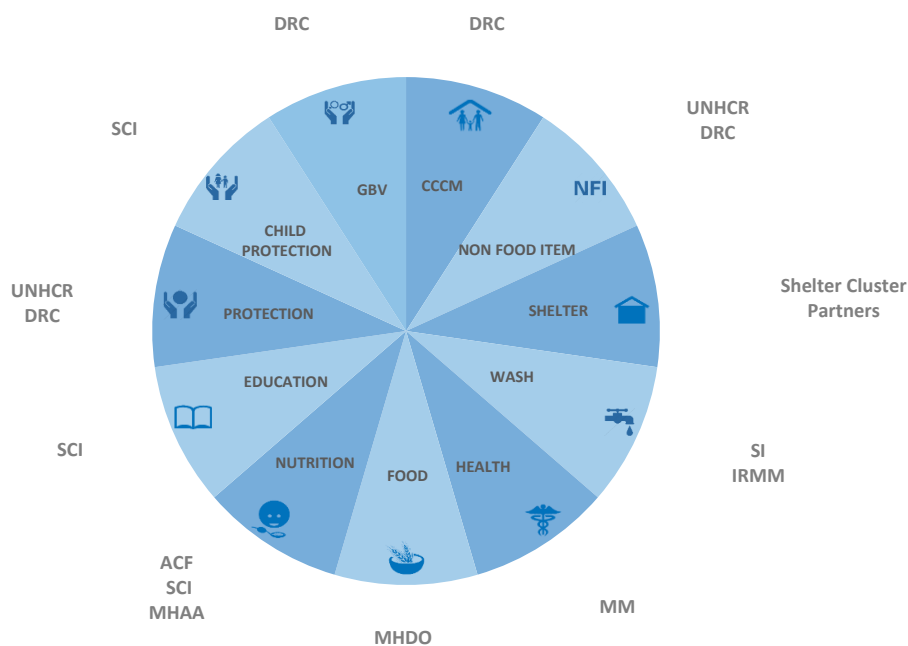 DRC
DRC
UNHCR
DRC
SCI
NFI
GBV
CCCM
CHILD
PROTECTION
NON FOOD ITEM
UNHCR
DRC
PROTECTION
SHELTER
Shelter Cluster
Partners
EDUCATION
WASH
SCI
NUTRITION
FOOD
HEALTH
SI
IRMM
ACF
SCI
MHAA
MHDO
MM